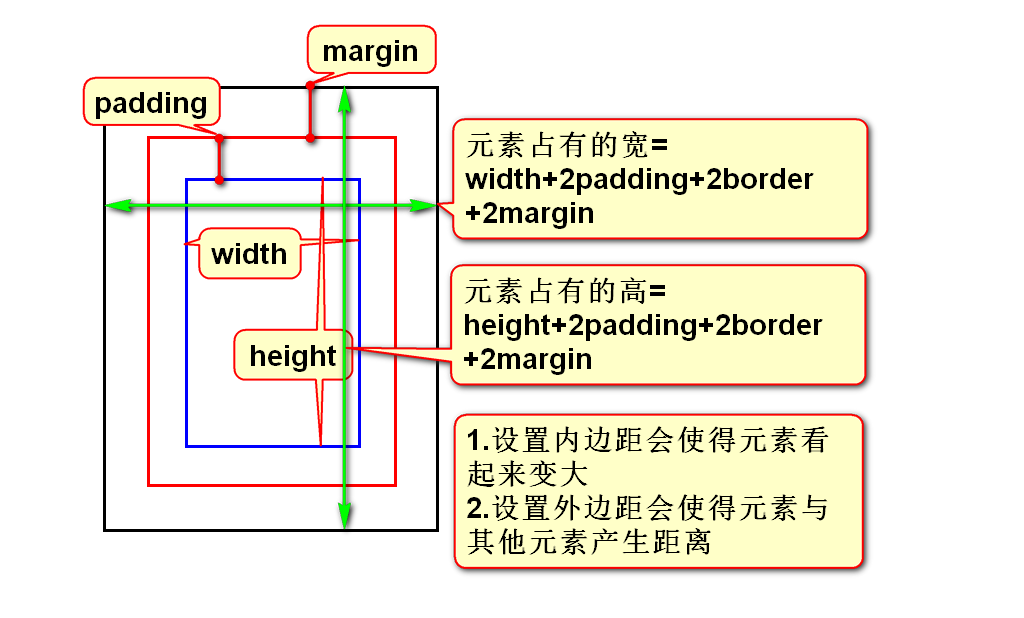 margin
padding
元素占有的宽=
width+2padding+2border
+2margin
width
元素占有的高=
height+2padding+2border
+2margin
height
1.设置内边距会使得元素看
起来变大
2.设置外边距会使得元素与
其他元素产生距离